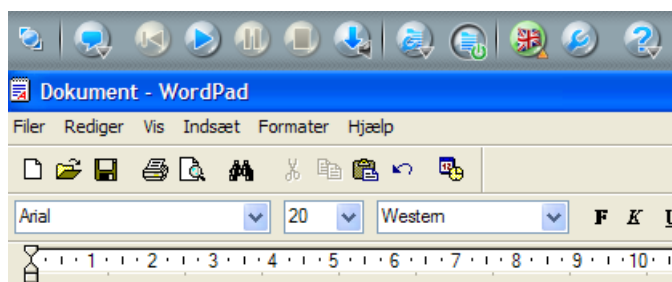 Dokument - WordPad
Filer Rediger Vis Indsæt Formater Hjælp
Arial 20 Western F K U
1 2 3 4 5 6 7 8 9 10